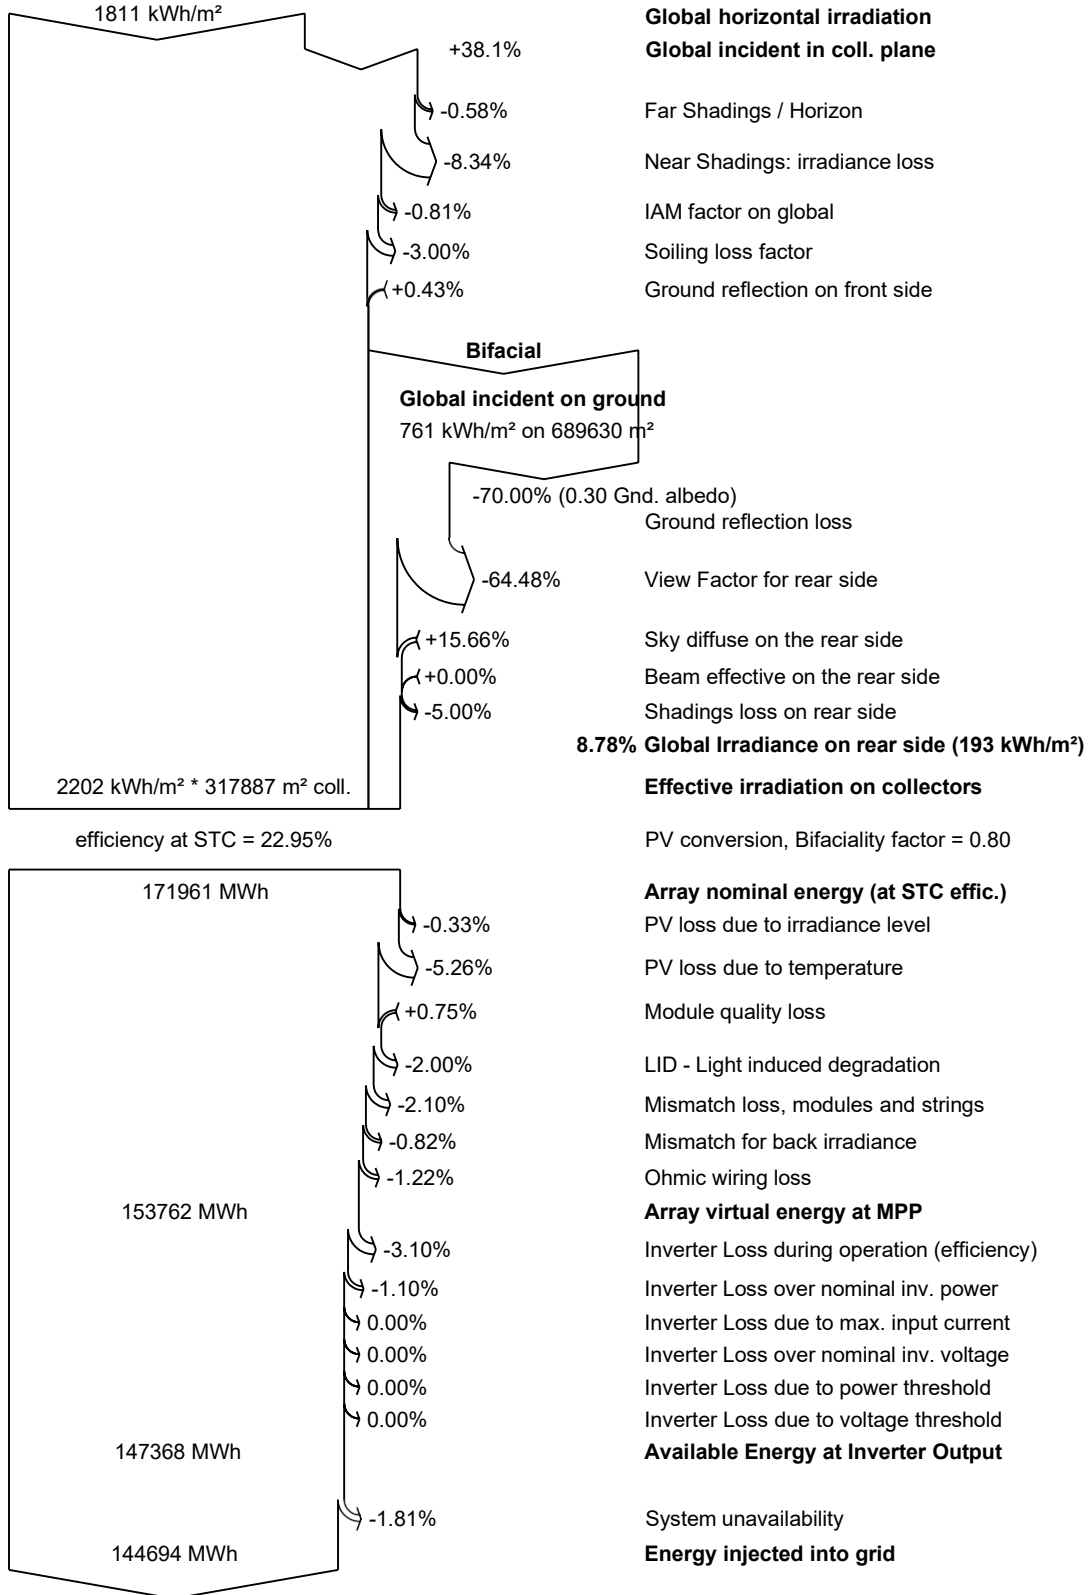 1811 kWh/m² Global horizontal irradiation
+38.1% Global incident in coll. plane
-0.58% Far Shadings / Horizon
-8.34% Near Shadings: irradiance loss
-0.81% IAM factor on global
-3.00% Soiling loss factor
+0.43% Ground reflection on front side
Bifacial
Global incident on ground
761 kWh/m² on 689630 m²
-70.00% (0.30 Gnd. albedo)
Ground reflection loss
-64.48% View Factor for rear side
+15.66% Sky diffuse on the rear side
+0.00% Beam effective on the rear side
-5.00% Shadings loss on rear side
8.78% Global Irradiance on rear side (193 kWh/m²)
2202 kWh/m² * 317887 m² coll. Effective irradiation on collectors
efficiency at STC = 22.95% PV conversion, Bifaciality factor = 0.80
171961 MWh Array nominal energy (at STC effic.)
-0.33% PV loss due to irradiance level
-5.26% PV loss due to temperature
+0.75% Module quality loss
-2.00% LID - Light induced degradation
-2.10% Mismatch loss, modules and strings
-0.82% Mismatch for back irradiance
-1.22% Ohmic wiring loss
153762 MWh Array virtual energy at MPP
-3.10% Inverter Loss during operation (efficiency)
-1.10% Inverter Loss over nominal inv. power
0.00% Inverter Loss due to max. input current
0.00% Inverter Loss over nominal inv. voltage
0.00% Inverter Loss due to power threshold
0.00% Inverter Loss due to voltage threshold
147368 MWh Available Energy at Inverter Output
-1.81% System unavailability
144694 MWh Energy injected into grid